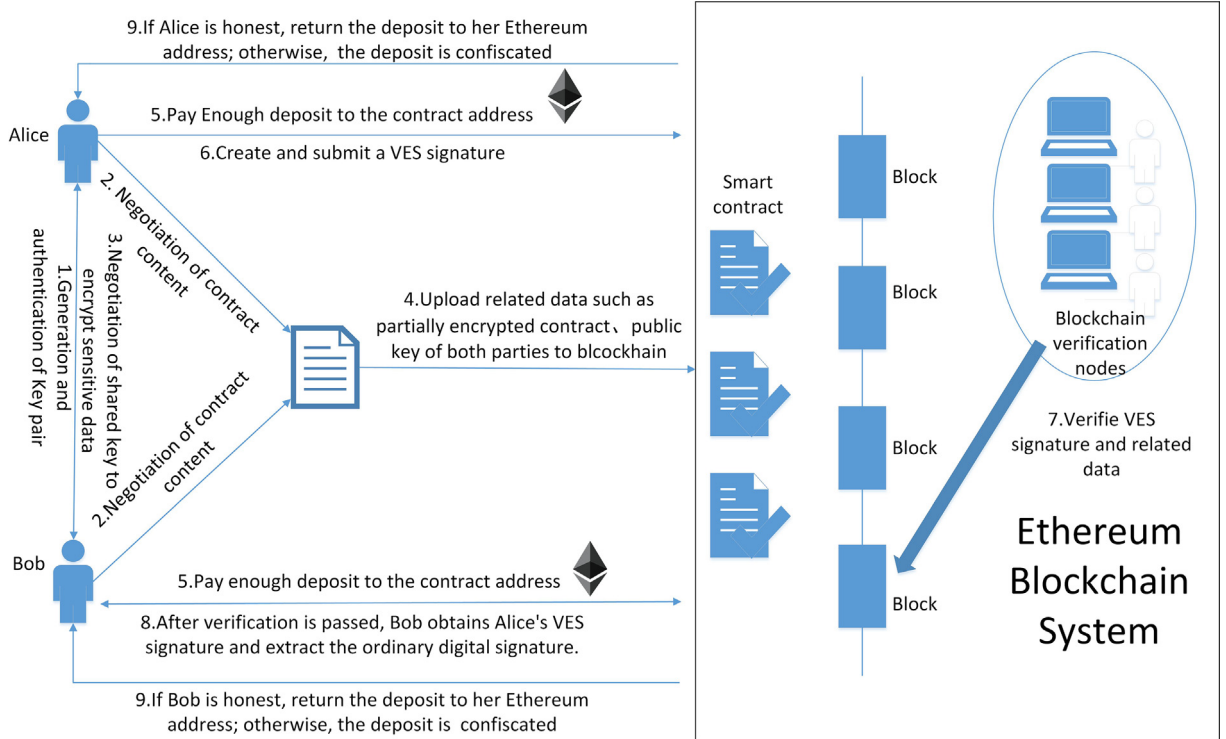 9.If Alice is honest, return the deposit to her Ethereum
address; otherwise,  the deposit is confiscated
5.Pay Enough deposit to the contract address
Alice
6.Create and submit a VES signature
2. Negotiation of contract
content
3.Negotiation of shared key to
encrypt sensitive data
1.Generation and
authentication of Key pair
4.Upload related data such as
partially encrypted contract、public
key of both parties to blcockhain
2.Negotiation of contract
content
Bob
5.Pay enough deposit to the contract address
8.After verification is passed, Bob obtains Alice's VES
signature and extract the ordinary digital signature.
9.If Bob is honest, return the deposit to her Ethereum
address; otherwise, the deposit is  confiscated
Smart
contract
Block
Block
Block
Block
Blockchain
verification
nodes
7.Verifie VES
signature and related
data
Ethereum
Blockchain
System